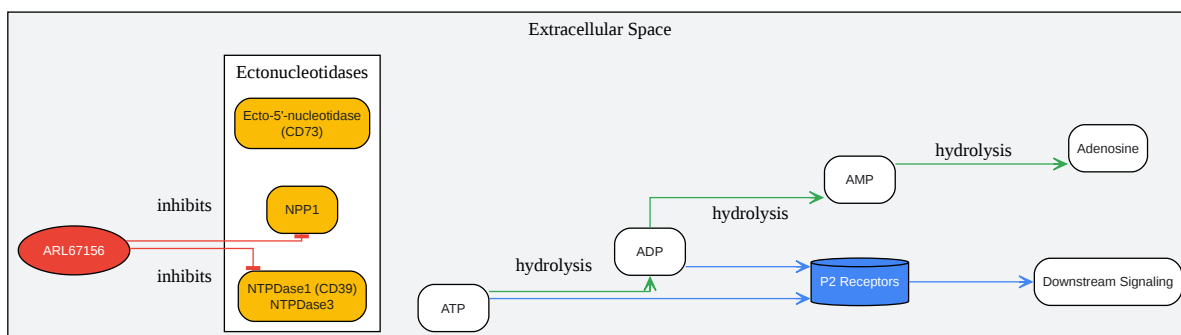 Extracellular Space
Ectonucleotidases
Ecto-5'-nucleotidase
(CD73)
inhibits
NPP1
ARL67156
inhibits
NTPDase1 (CD39)
NTPDase3
ATP
hydrolysis
ADP
hydrolysis
AMP
hydrolysis
Adenosine
P2 Receptors
Downstream Signaling